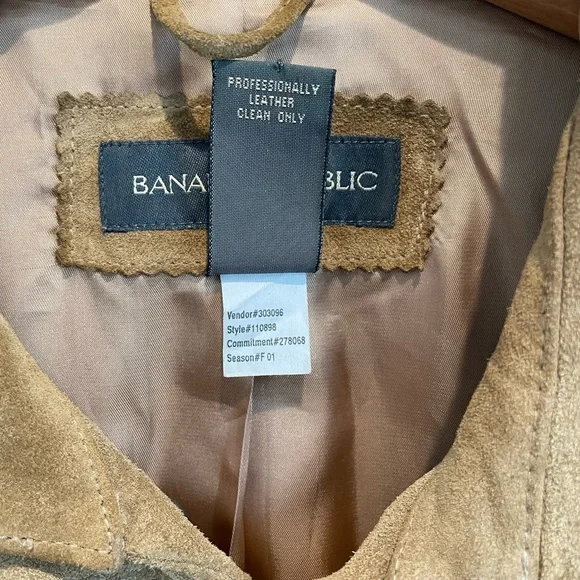 PROFESSIONALLY
LEATHER
CLEAN ONLY
BANA BLIC
Vendor#303096
Style#110898
Commitment#278068
Season#F 01